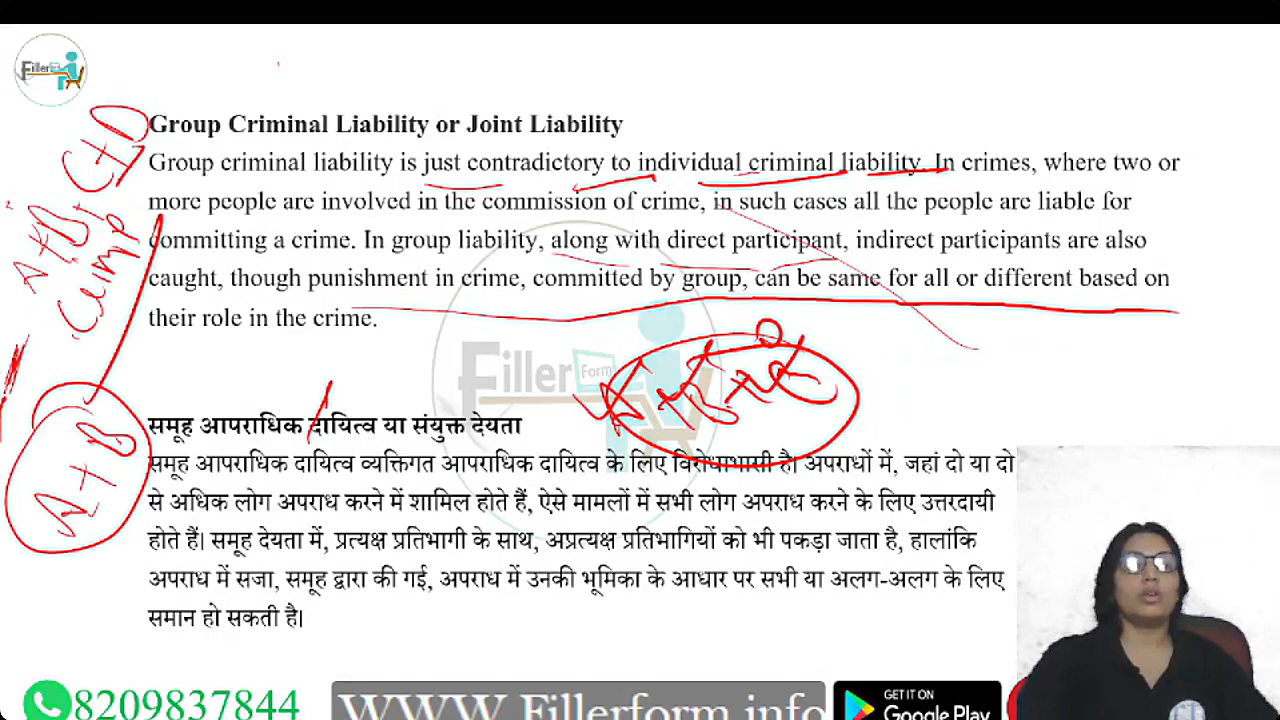 Filler
Group Criminal Liability or Joint Liability
Group criminal liability is just contradictory to individual criminal liability. In crimes, where two or
more people are involved in the commission of crime, in such cases all the people are liable for
committing a crime. In group liability, along with direct participant, indirect participants are also
caught, though punishment in crime, committed by group, can be same for all or different based on
their role in the crime.
Filler Form
A+B
समूह आपराधिक दायित्व या संयुक्त देयता
समूह आपराधिक दायित्व व्यक्तिगत आपराधिक दायित्व के लिए विरोधाभासी है। अपराधों में, जहां दो या दो
से अधिक लोग अपराध करने में शामिल होते हैं, ऐसे मामलों में सभी लोग अपराध करने के लिए उत्तरदायी
होते हैं। समूह देयता में, प्रत्यक्ष प्रतिभागी के साथ, अप्रत्यक्ष प्रतिभागियों को भी पकड़ा जाता है, हालांकि
अपराध में सजा, समूह द्वारा की गई, अपराध में उनकी भूमिका के आधार पर सभी या अलग-अलग के लिए
समान हो सकती है।
8209837844
WWW.Fillerform.info
GET IT ON
Google Play